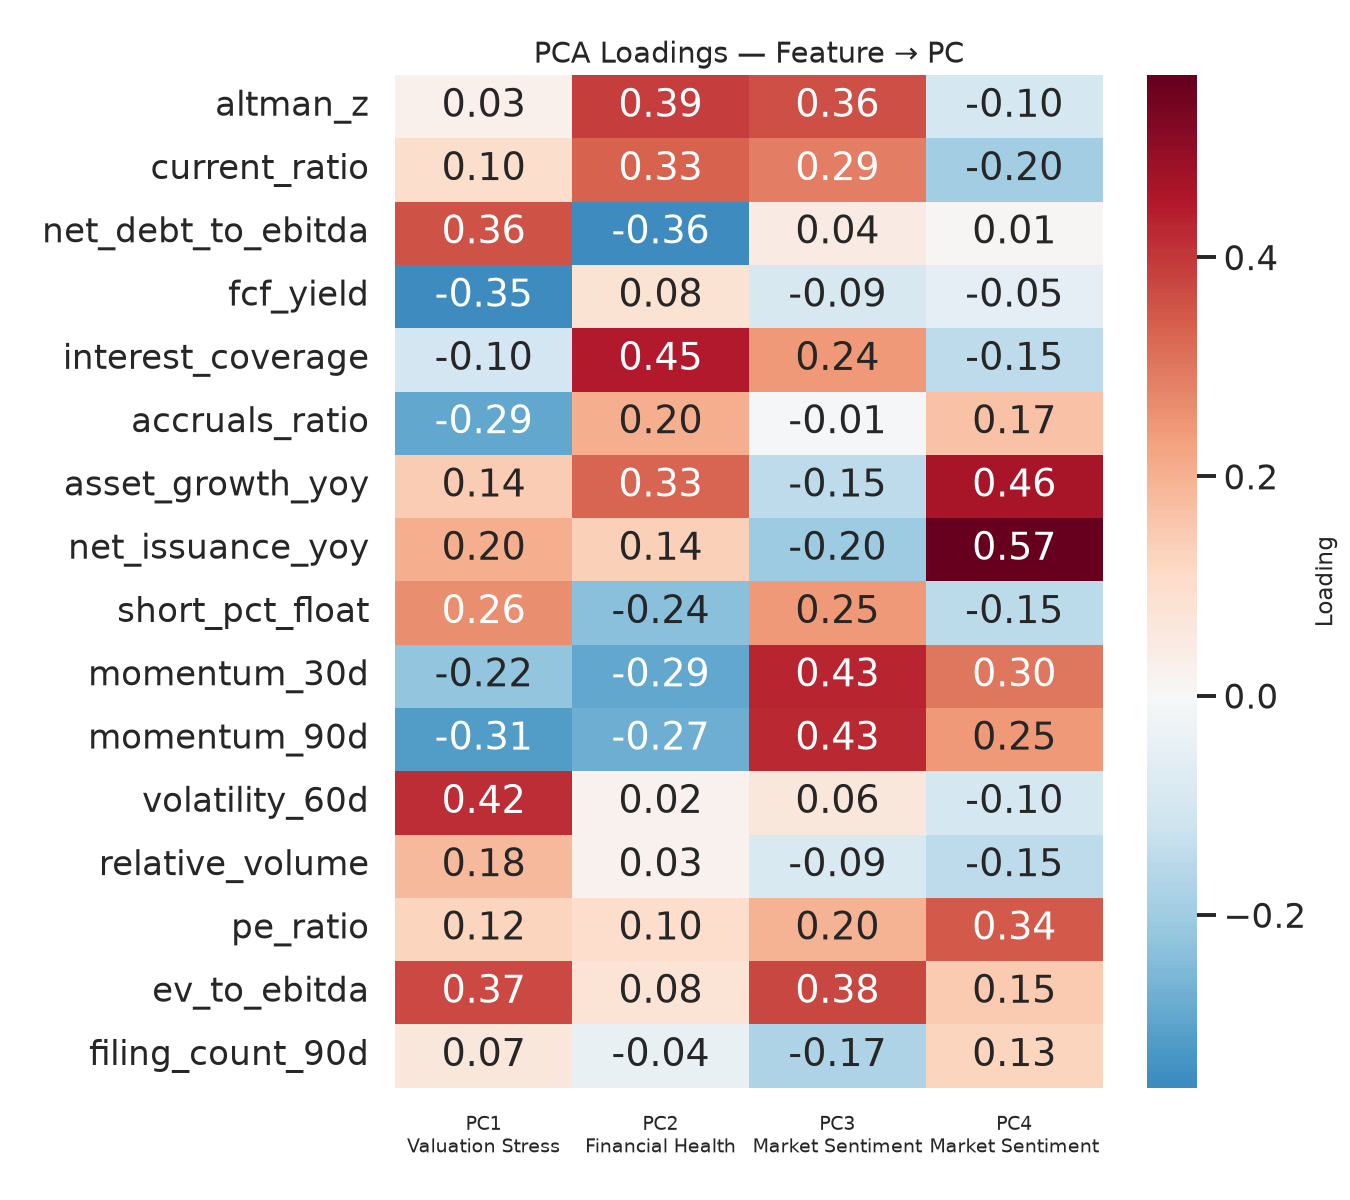 PCA Loadings — Feature → PC
altman_z 0.03 0.39 0.36 -0.10
current_ratio 0.10 0.33 0.29 -0.20
net_debt_to_ebitda 0.36 -0.36 0.04 0.01
fcf_yield -0.35 0.08 -0.09 -0.05
interest_coverage -0.10 0.45 0.24 -0.15
accruals_ratio -0.29 0.20 -0.01 0.17
asset_growth_yoy 0.14 0.33 -0.15 0.46
net_issuance_yoy 0.20 0.14 -0.20 0.57
short_pct_float 0.26 -0.24 0.25 -0.15
momentum_30d -0.22 -0.29 0.43 0.30
momentum_90d -0.31 -0.27 0.43 0.25
volatility_60d 0.42 0.02 0.06 -0.10
relative_volume 0.18 0.03 -0.09 -0.15
pe_ratio 0.12 0.10 0.20 0.34
ev_to_ebitda 0.37 0.08 0.38 0.15
filing_count_90d 0.07 -0.04 -0.17 0.13
PC1 PC2 PC3 PC4
Valuation Stress Financial Health Market Sentiment Market Sentiment
0.4
0.2
0.0
−0.2
Loading